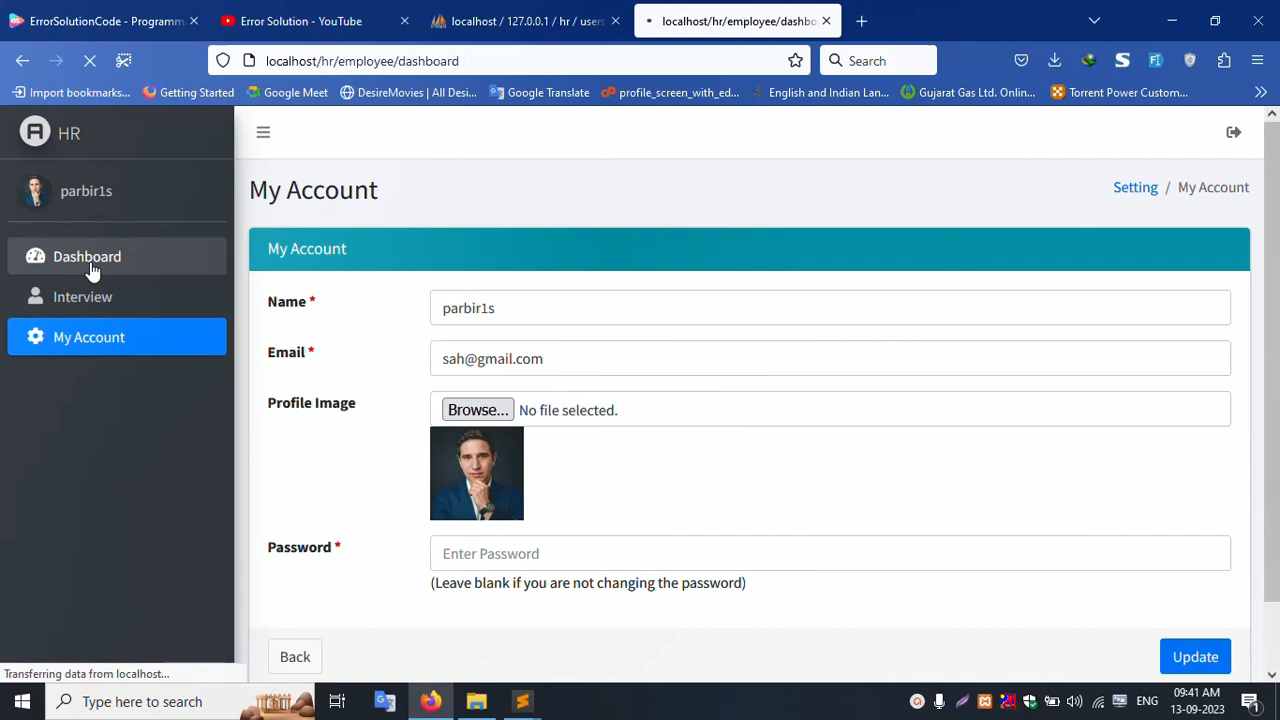 ErrorSolutionCode - Programm
Error Solution - YouTube
localhost / 127.0.0.1 / hr / users
localhost/hr/employee/dashbo
localhost/hr/employee/dashboard
Search
Import bookmarks...
Getting Started
Google Meet
DesireMovies | All Desi...
Google Translate
profile_screen_with_ed...
English and Indian Lan...
Gujarat Gas Ltd. Onlin...
Torrent Power Custom...
HR
parbir1s
Dashboard
Interview
My Account
My Account
Setting / My Account
My Account
Name *
parbir1s
Email *
sah@gmail.com
Profile Image
Browse... No file selected.
Password *
Enter Password
(Leave blank if you are not changing the password)
Back
Update
Transferring data from localhost...
Type here to search
ENG
09:41 AM
13-09-2023
1